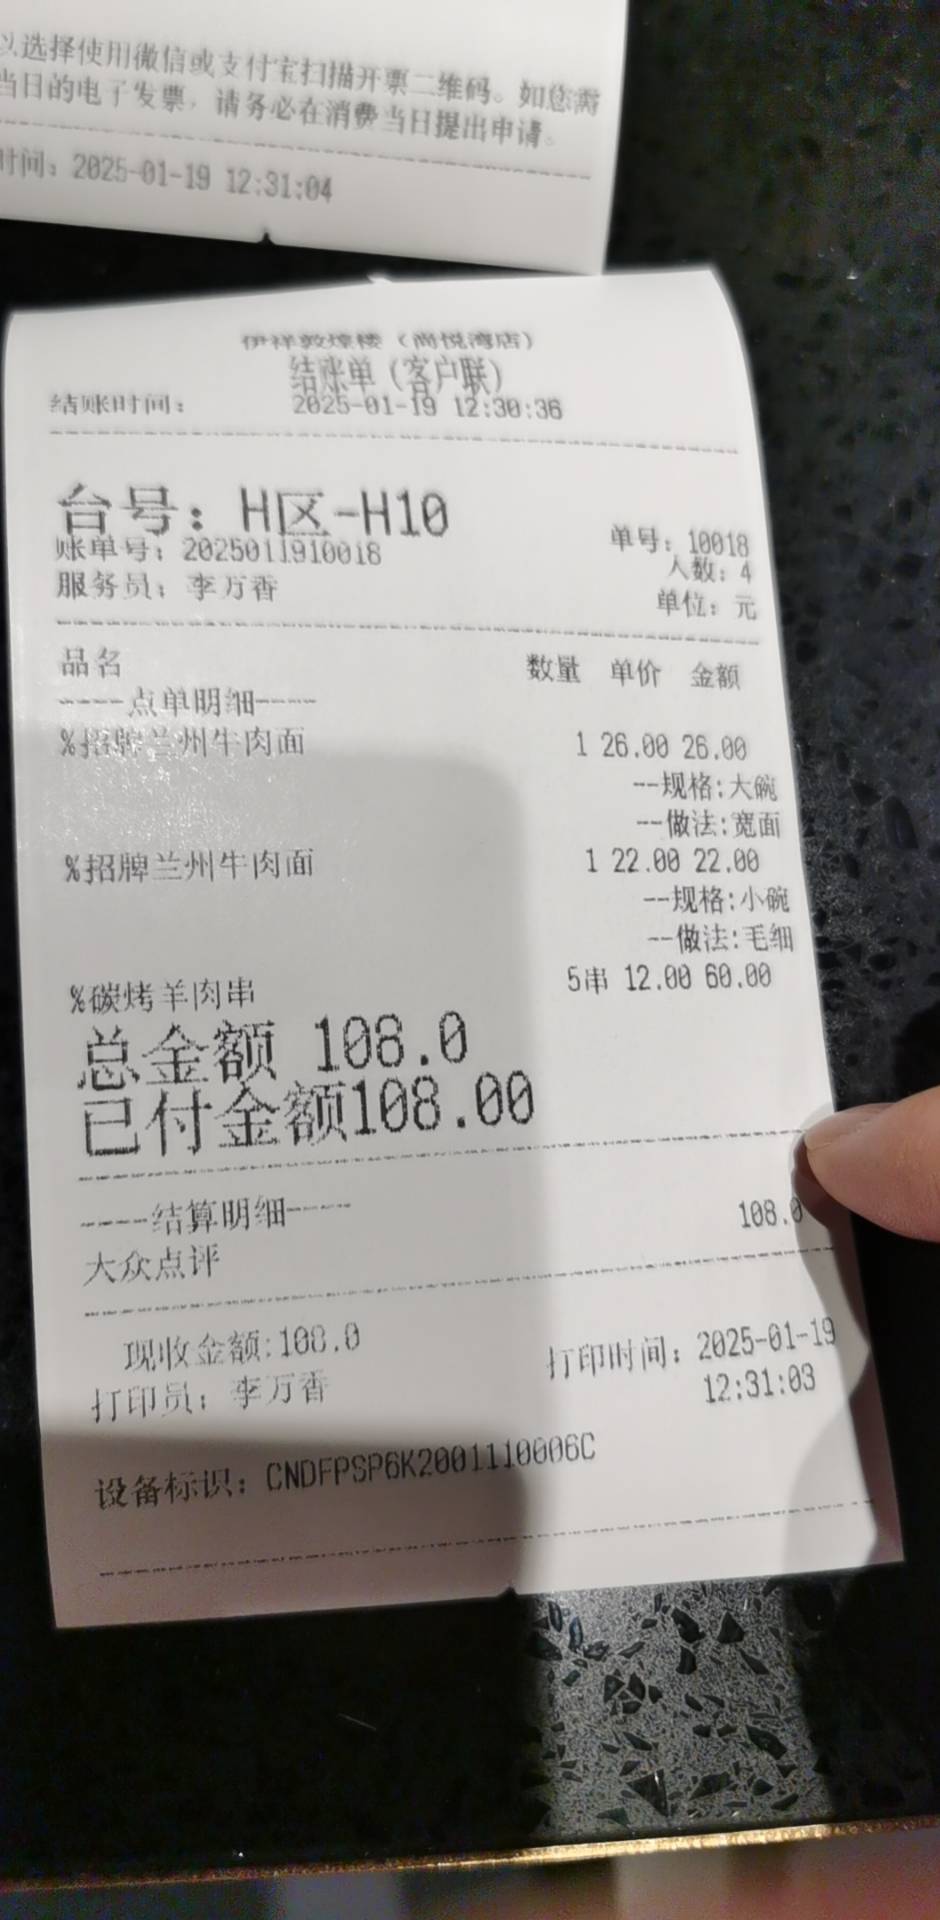 以选择使用微信或支付宝扫描开票二维码。如您需
当日的电子发票，请务必在消费当日提出申请。
时间：2025-01-19 12:31:04
伊祥敦煌楼（尚悦湾店）
结账单（客户联）
结账时间： 2025-01-19 12:30:36
台号：H区-H10
账单号：2025011910018 单号：10018
人数：4
服务员：李万香 单位：元
品名 数量 单价 金额
----点单明细----
%招牌兰州牛肉面 1 26.00 26.00
--规格:大碗
--做法:宽面
%招牌兰州牛肉面 1 22.00 22.00
--规格:小碗
--做法:毛细
%碳烤羊肉串 5串 12.00 60.00
总金额 108.0
已付金额108.00
----结算明细----
大众点评 108.0
现收金额:108.0
打印员：李万香 打印时间：2025-01-19
12:31:03
设备标识：CNDFPSP6K2001110006C